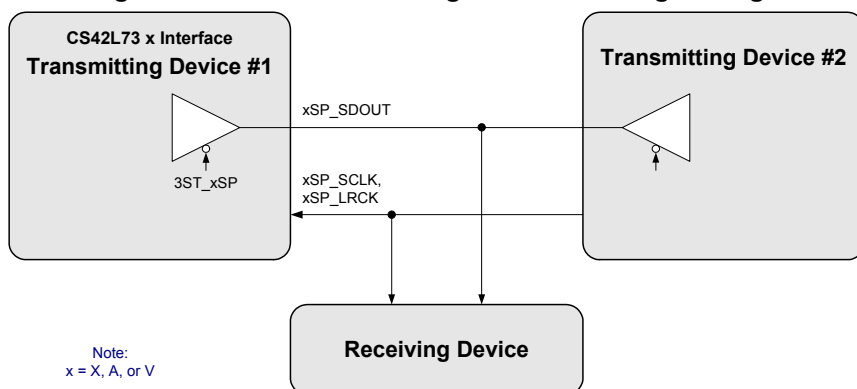 CS42L73 x Interface
Transmitting Device #1
Transmitting Device #2
xSP_SDOUT
3ST_xSP
xSP_SCLK,
xSP_LRCK
Receiving Device
Note:
x = X, A, or V